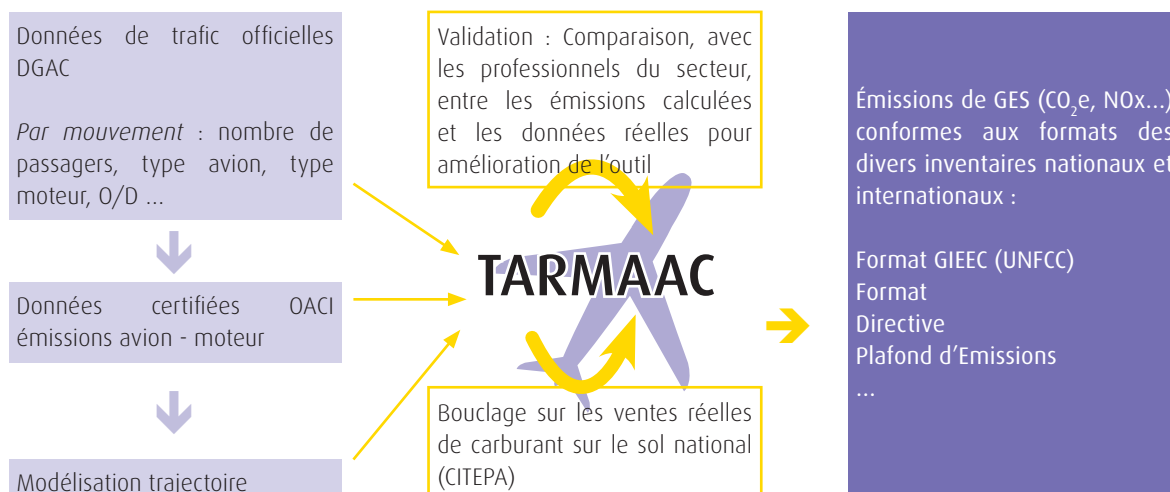 Données de trafic officielles
DGAC
Par mouvement : nombre de
passagers, type avion, type
moteur, O/D ...
Données certifiées OACI
émissions avion - moteur
Modélisation trajectoire
Validation : Comparaison, avec
les professionnels du secteur,
entre les émissions calculées
et les données réelles pour
amélioration de l'outil
TARMAAC
Bouclage sur les ventes réelles
de carburant sur le sol national
(CITEPA)
Émissions de GES (CO₂e, NOx...)
conformes aux formats des
divers inventaires nationaux et
internationaux :
Format GIEEC (UNFCC)
Format
Directive
Plafond d'Emissions
...